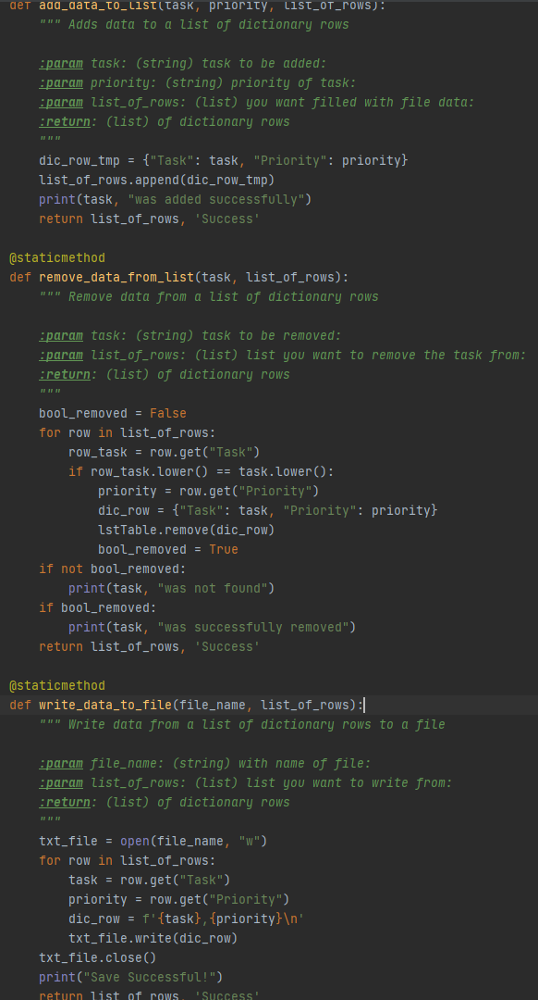 def add_data_to_list(task, priority, list_of_rows):
    """ Adds data to a list of dictionary rows

    :param task: (string) task to be added:
    :param priority: (string) priority of task:
    :param list_of_rows: (list) you want filled with file data:
    :return: (list) of dictionary rows
    """
    dic_row_tmp = {"Task": task, "Priority": priority}
    list_of_rows.append(dic_row_tmp)
    print(task, "was added successfully")
    return list_of_rows, 'Success'

@staticmethod
def remove_data_from_list(task, list_of_rows):
    """ Remove data from a list of dictionary rows

    :param task: (string) task to be removed:
    :param list_of_rows: (list) list you want to remove the task from:
    :return: (list) of dictionary rows
    """
    bool_removed = False
    for row in list_of_rows:
        row_task = row.get("Task")
        if row_task.lower() == task.lower():
            priority = row.get("Priority")
            dic_row = {"Task": task, "Priority": priority}
            lstTable.remove(dic_row)
            bool_removed = True
    if not bool_removed:
        print(task, "was not found")
    if bool_removed:
        print(task, "was successfully removed")
    return list_of_rows, 'Success'

@staticmethod
def write_data_to_file(file_name, list_of_rows):
    """ Write data from a list of dictionary rows to a file

    :param file_name: (string) with name of file:
    :param list_of_rows: (list) list you want to write from:
    :return: (list) of dictionary rows
    """
    txt_file = open(file_name, "w")
    for row in list_of_rows:
        task = row.get("Task")
        priority = row.get("Priority")
        dic_row = f'{task},{priority}\n'
        txt_file.write(dic_row)
    txt_file.close()
    print("Save Successful!")
    return list_of_rows, 'Success'